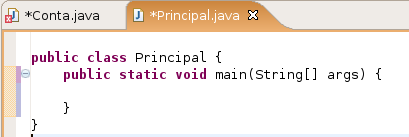 *Conta.java *Principal.java
public class Principal {
    public static void main(String[] args) {
    }
}